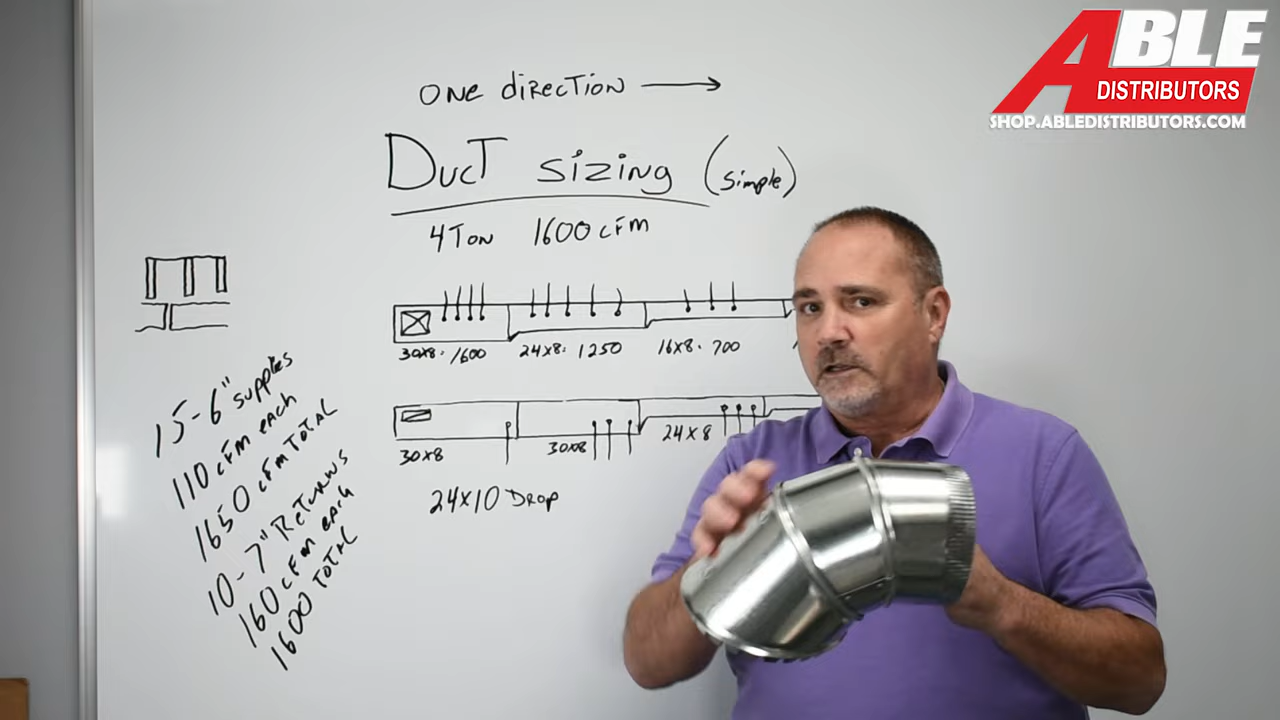 ABLE
DISTRIBUTORS
SHOP.ABLEDISTRIBUTORS.COM
ONE direction →
DucT sizing (simple)
4 Ton 1600 cfm
30x8 · 1600 24x8 · 1250 16x8 · 700
30x8 30x8 24x8
24x10 Drop
15-6" supplies
110 cfm each
1650 cfm Total
10-7" Returns
160 cfm each
1600 Total